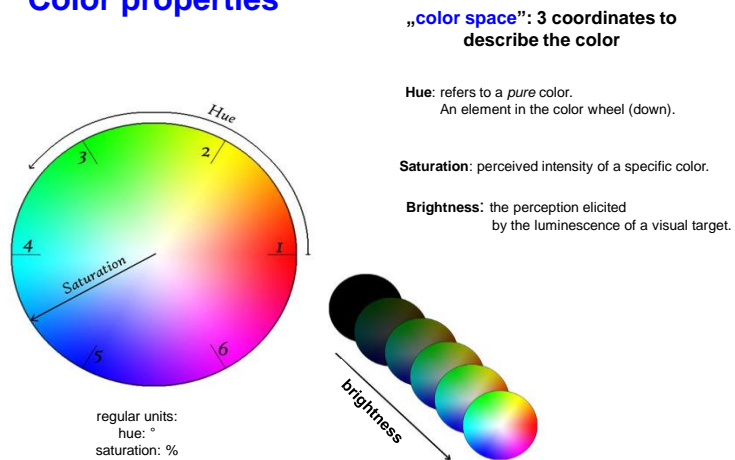 Color properties
„color space”: 3 coordinates to
describe the color
Hue: refers to a pure color.
An element in the color wheel (down).
Saturation: perceived intensity of a specific color.
Brightness: the perception elicited
by the luminescence of a visual target.
Hue
3
2
4
1
Saturation
5
6
brightness
regular units:
hue: °
saturation: %